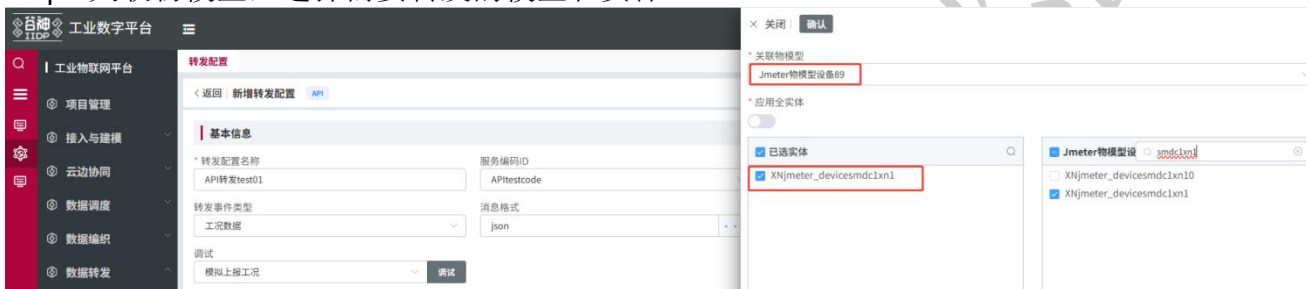 谷神 IIDP 工业数字平台
工业物联网平台
项目管理
接入与建模
云边协同
数据调度
数据编织
数据转发
转发配置
返回 新增转发配置 API
基本信息
* 转发配置名称
API转发test01
服务编码ID
APItestcode
转发事件类型
工况数据
消息格式
json
调试
模拟上报工况
调试
× 关闭 确认
* 关联物模型
Jmeter物模型设备89
* 应用全实体
已选实体
XNjmeter_devicesmdc1xn1
Jmeter物模型设
smdc1xn1
XNjmeter_devicesmdc1xn10
XNjmeter_devicesmdc1xn1